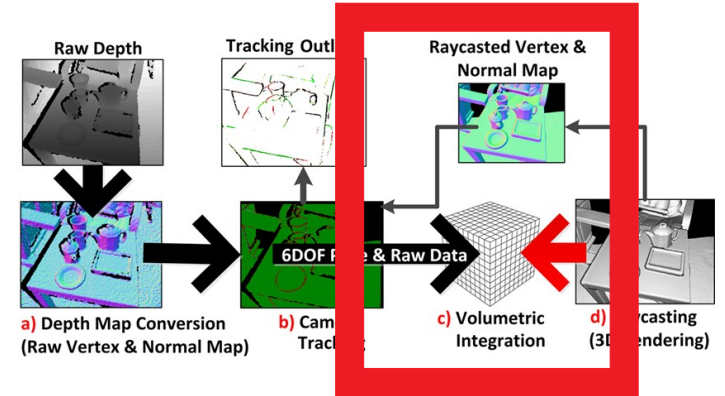 Raw Depth
Tracking Outl
Raycasted Vertex &
Normal Map
6DOF P e & Raw Data
a) Depth Map Conversion
(Raw Vertex & Normal Map)
b) Cam
Track g
c) Volumetric
Integration
d) ycasting
(3D endering)